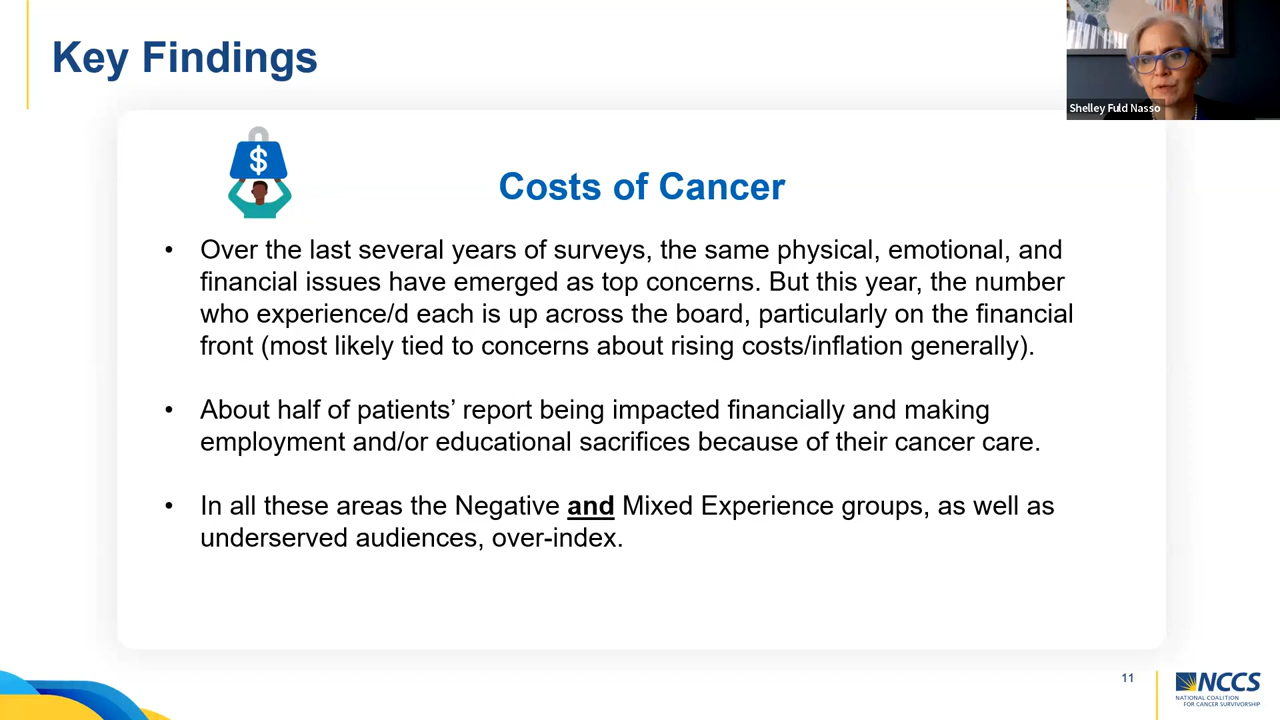 Key Findings
Shelley Fuld Nasso
$
Costs of Cancer
• Over the last several years of surveys, the same physical, emotional, and
financial issues have emerged as top concerns. But this year, the number
who experience/d each is up across the board, particularly on the financial
front (most likely tied to concerns about rising costs/inflation generally).
• About half of patients’ report being impacted financially and making
employment and/or educational sacrifices because of their cancer care.
• In all these areas the Negative and Mixed Experience groups, as well as
underserved audiences, over-index.
11
NCCS
NATIONAL COALITION
FOR CANCER SURVIVORSHIP